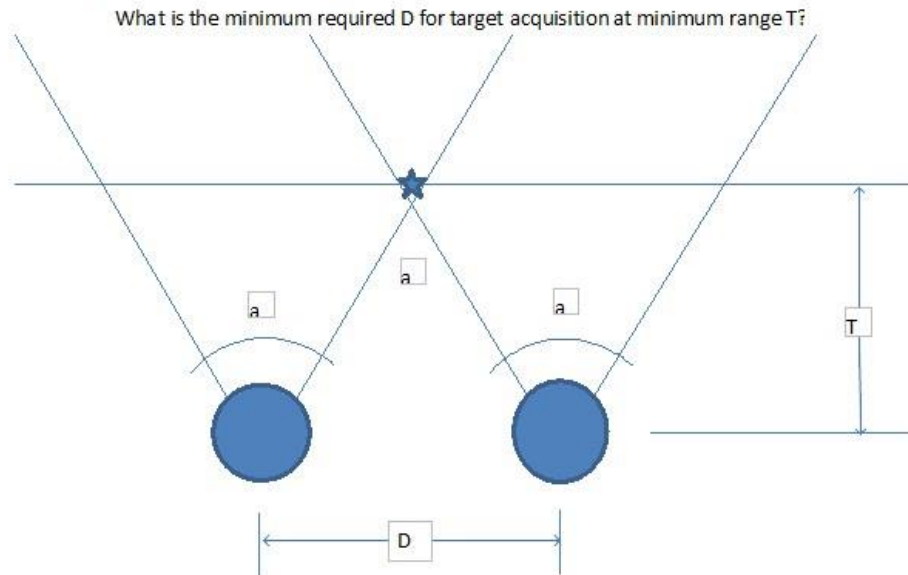 What is the minimum required D for target acquisition at minimum range T?
a
a
a
T
D